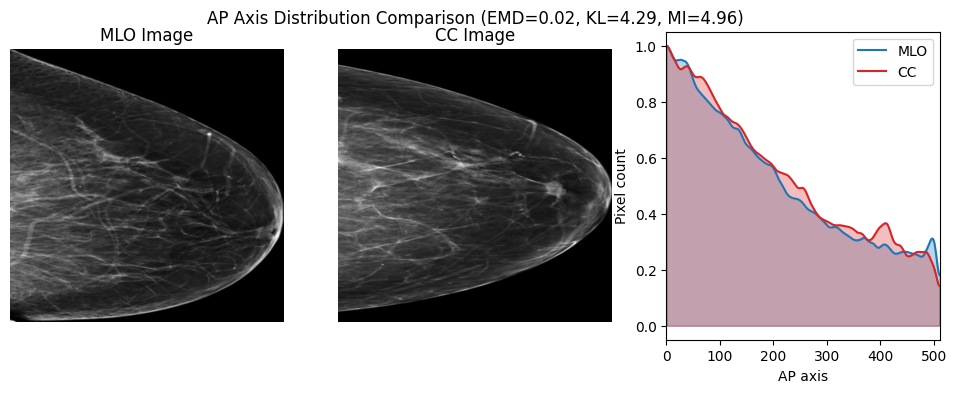 AP Axis Distribution Comparison (EMD=0.02, KL=4.29, MI=4.96)
MLO Image
CC Image
MLO
CC
Pixel count
1.0
0.8
0.6
0.4
0.2
0.0
0 100 200 300 400 500
AP axis